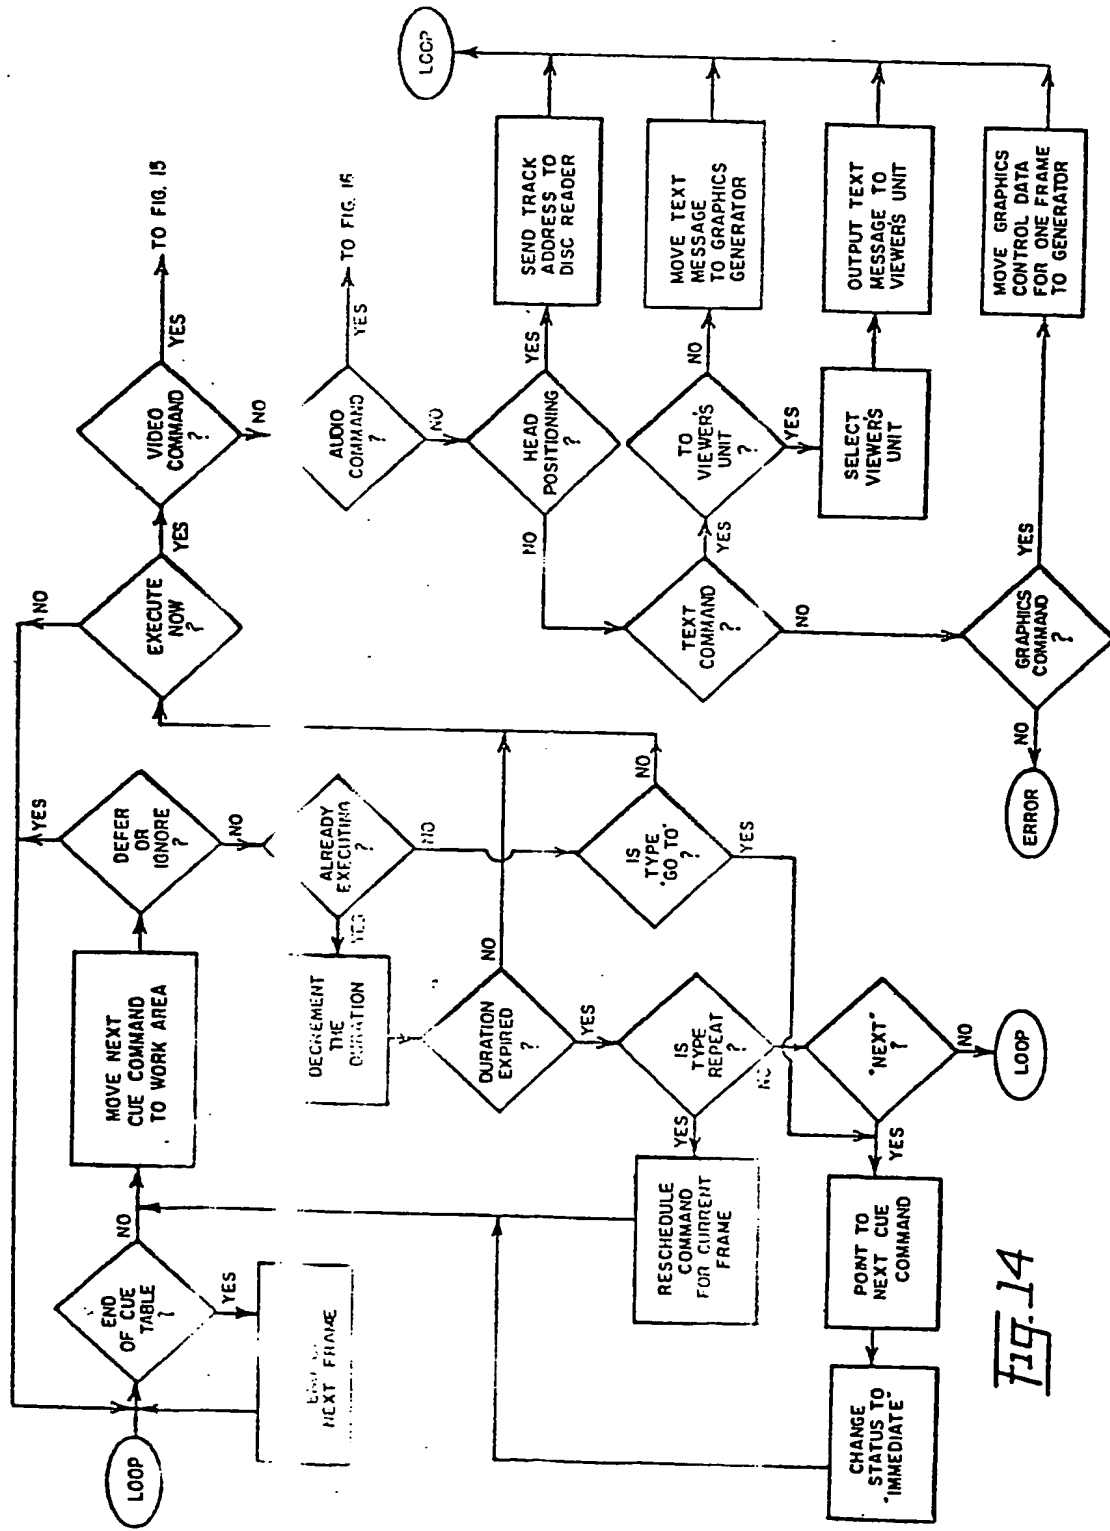 LOOP
END
OF CUE
TABLE
?
NO
YES
NEXT FRAME
MOVE NEXT
CUE COMMAND
TO WORK AREA
DEFER
OR
IGNORE
?
YES
NO
EXECUTE
NOW
?
NO
YES
VIDEO
COMMAND
?
YES
TO FIG. 15
NO
ALREADY
EXECUTING
?
YES
NO
DECREMENT
THE
DURATION
AUDIO
COMMAND
?
YES
TO FIG. 16
NO
DURATION
EXPIRED
?
NO
YES
HEAD
POSITIONING
?
YES
NO
SEND TRACK
ADDRESS TO
DISC READER
LOOP
IS
TYPE
"GO TO"
?
NO
YES
IS
TYPE
REPEAT
?
YES
NO
RESCHEDULE
COMMAND
FOR CURRENT
FRAME
TEXT
COMMAND
?
YES
NO
TO
VIEWER'S
UNIT
?
NO
YES
MOVE TEXT
MESSAGE
TO GRAPHICS
GENERATOR
SELECT
VIEWER'S
UNIT
OUTPUT TEXT
MESSAGE TO
VIEWER'S UNIT
"NEXT"
?
YES
NO
LOOP
POINT TO
NEXT CUE
COMMAND
CHANGE
STATUS TO
"IMMEDIATE"
GRAPHICS
COMMAND
?
YES
NO
ERROR
MOVE GRAPHICS
CONTROL DATA
FOR ONE FRAME
TO GENERATOR
Fig. 14